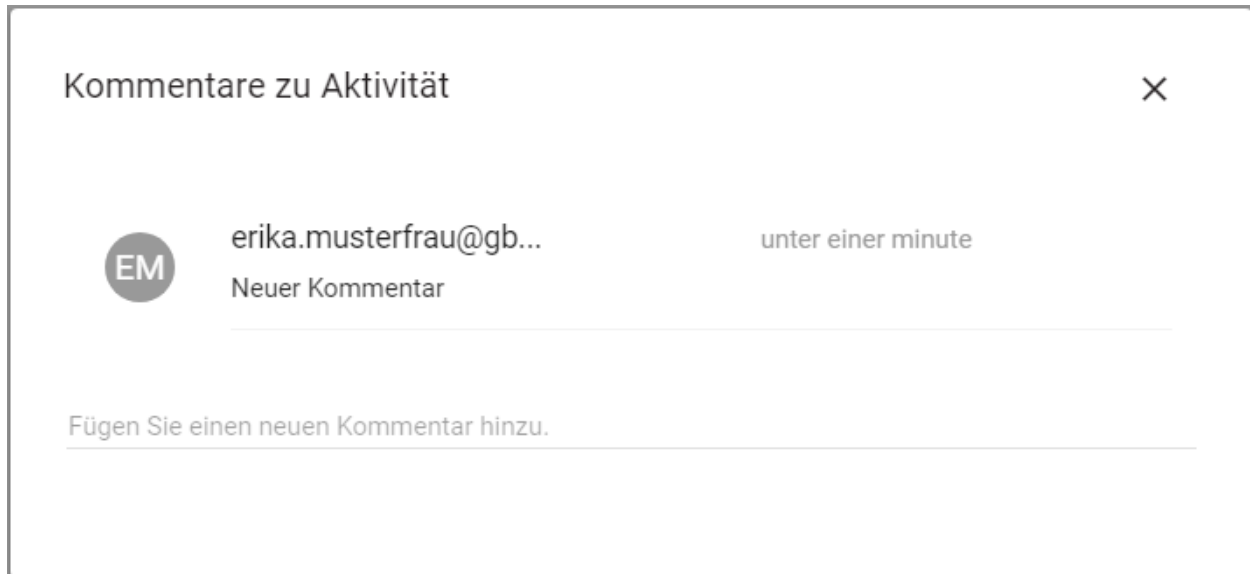 Kommentare zu Aktivität
EM
erika.musterfrau@gb...
unter einer minute
Neuer Kommentar
Fügen Sie einen neuen Kommentar hinzu.